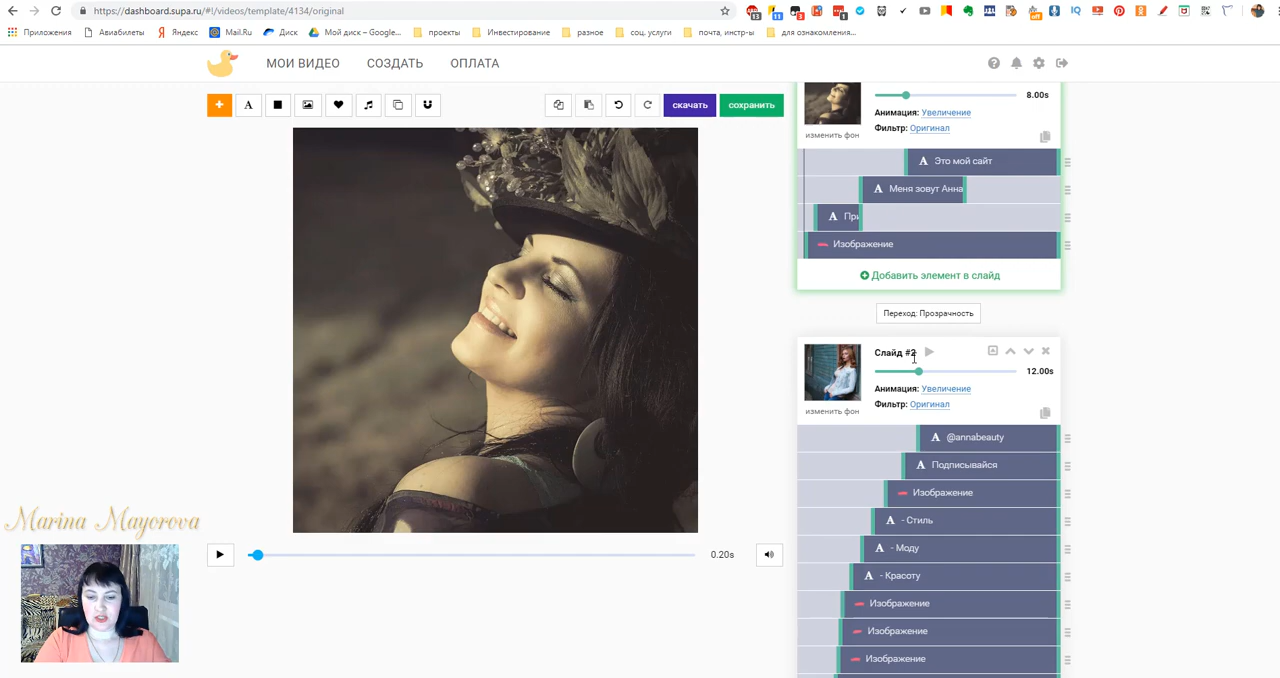 https://dashboard.supa.ru/#!/videos/template/4134/original
Приложения Авиабилеты Яндекс Mail.Ru Диск Мой диск – Google... проекты Инвестирование разное соц. услуги почта, инстр-ы для ознакомления...
МОИ ВИДЕО СОЗДАТЬ ОПЛАТА
скачать сохранить
8.00s
Анимация: Увеличение
Фильтр: Оригинал
изменить фон
Это мой сайт
Меня зовут Анна
При
Изображение
Добавить элемент в слайд
Переход: Прозрачность
Слайд #2
12.00s
Анимация: Увеличение
Фильтр: Оригинал
изменить фон
@annabeauty
Подписывайся
Изображение
- Стиль
- Моду
- Красоту
Изображение
Изображение
Изображение
0.20s
Marina Mayorova